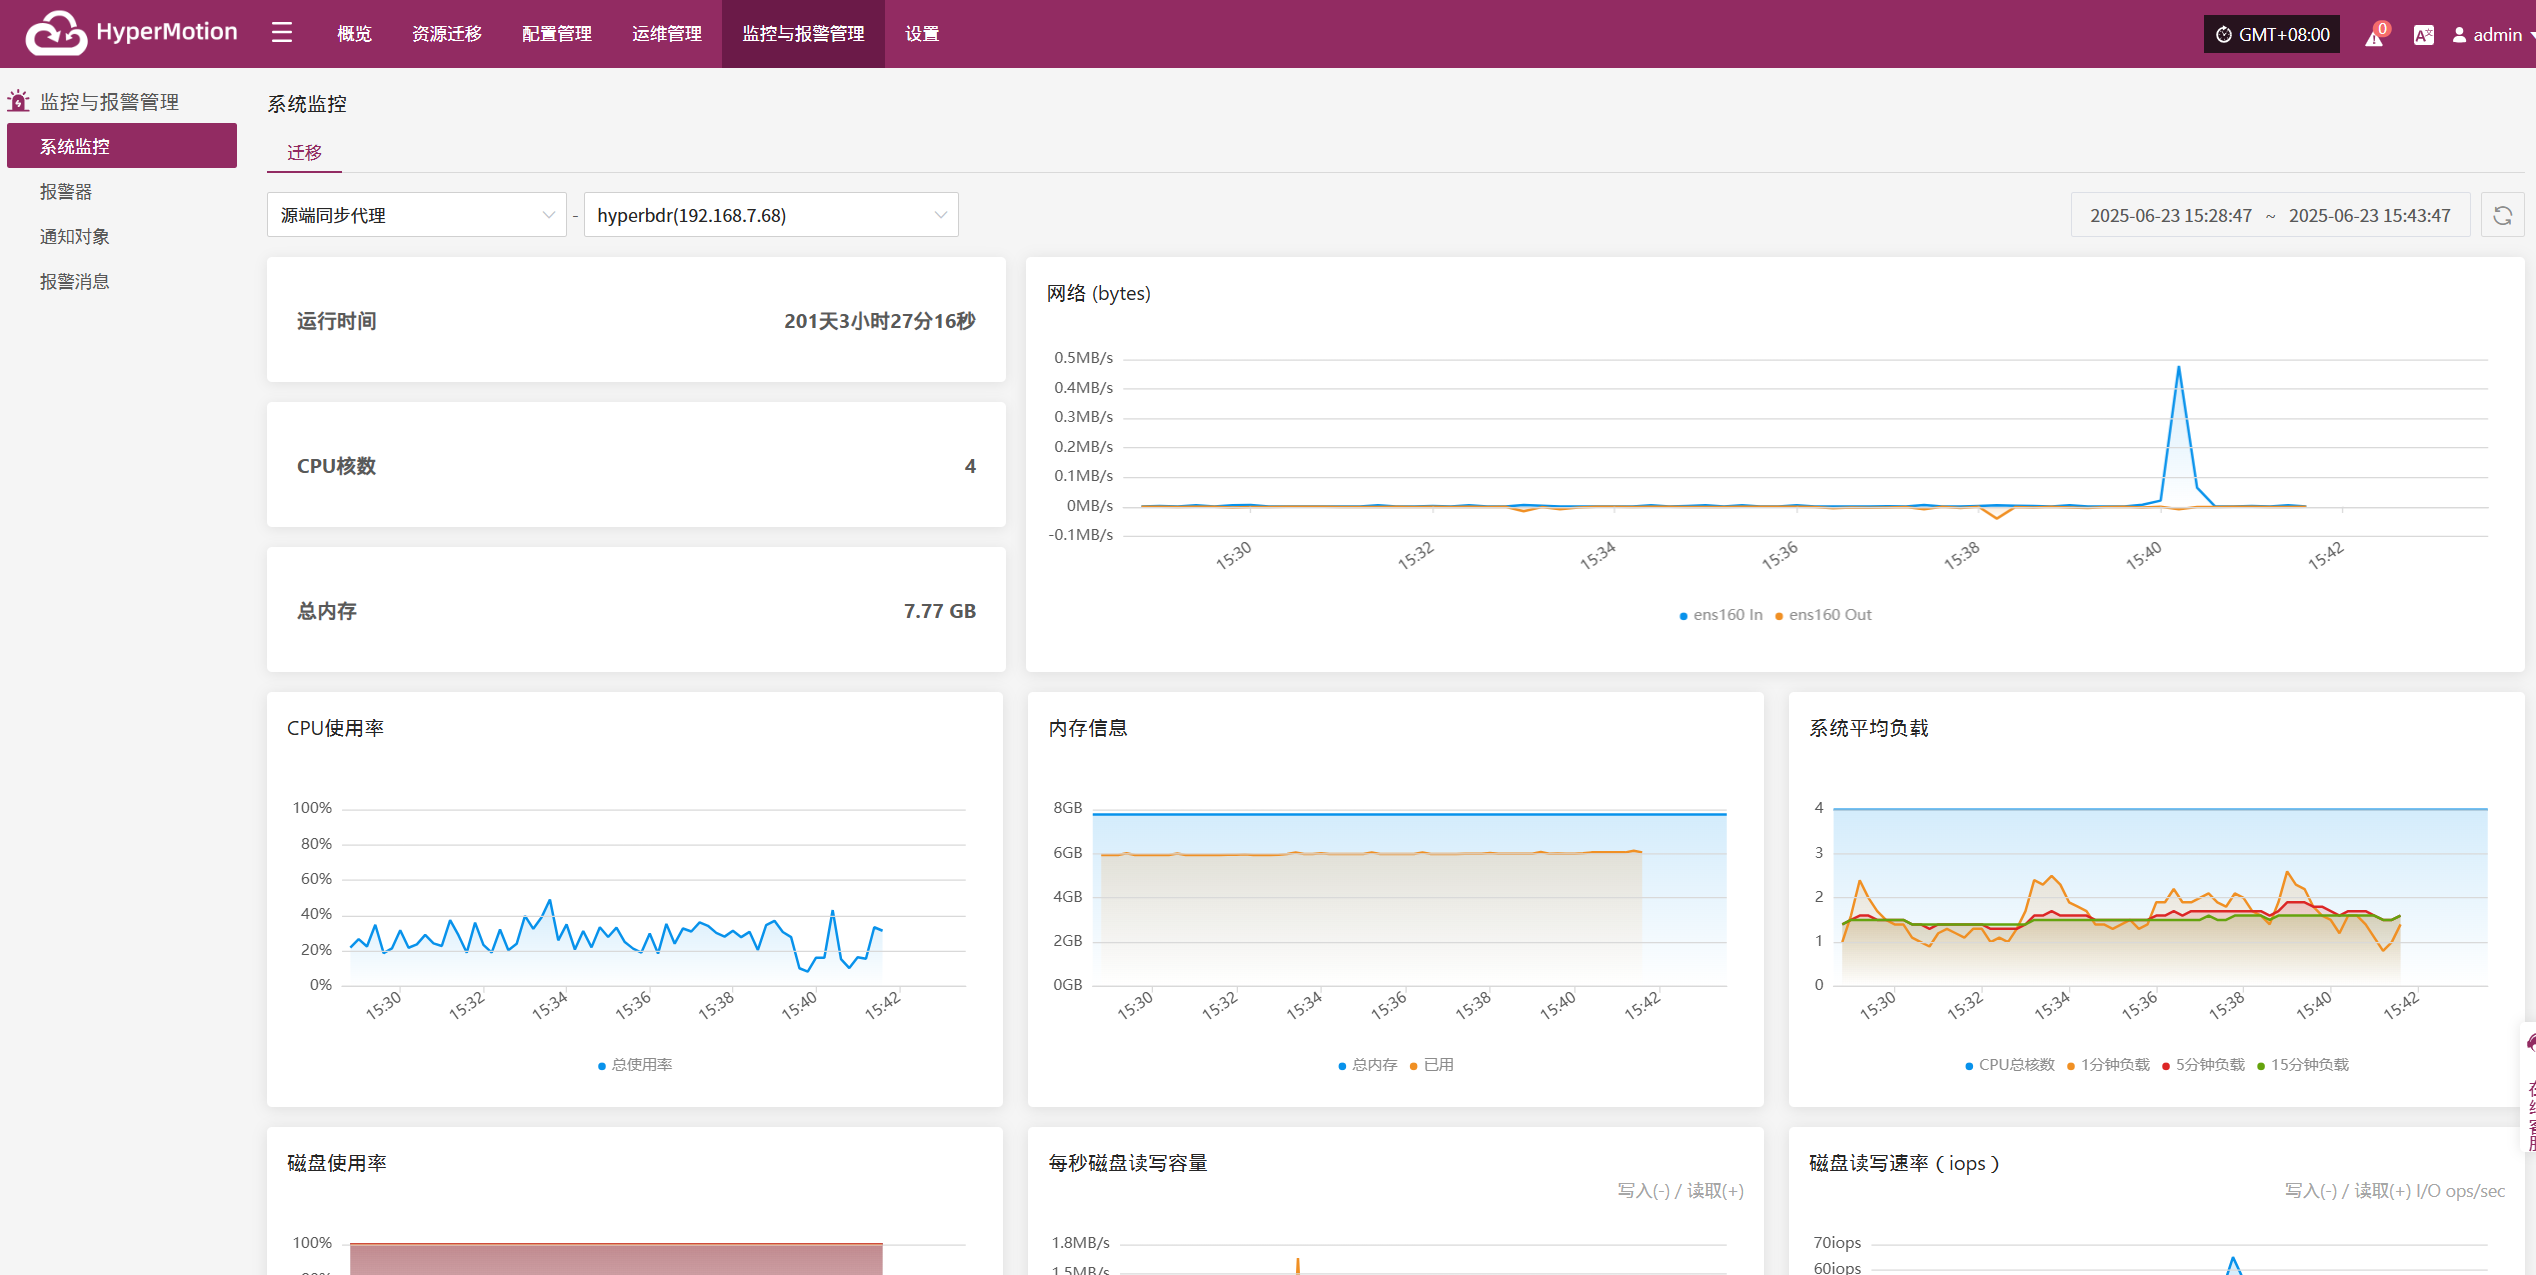 HyperMotion
概览 资源迁移 配置管理 运维管理 监控与报警管理 设置
GMT+08:00 0 admin
监控与报警管理
系统监控
报警器
通知对象
报警消息
系统监控
迁移
源端同步代理 - hyperbdr(192.168.7.68)
2025-06-23 15:28:47 ~ 2025-06-23 15:43:47
运行时间 201天3小时27分16秒
CPU核数 4
总内存 7.77 GB
网络 (bytes)
0.5MB/s
0.4MB/s
0.3MB/s
0.2MB/s
0.1MB/s
0MB/s
-0.1MB/s
15:30 15:32 15:34 15:36 15:38 15:40 15:42
ens160 In ens160 Out
CPU使用率
100%
80%
60%
40%
20%
0%
15:30 15:32 15:34 15:36 15:38 15:40 15:42
总使用率
内存信息
8GB
6GB
4GB
2GB
0GB
15:30 15:32 15:34 15:36 15:38 15:40 15:42
总内存 已用
系统平均负载
4
3
2
1
0
15:30 15:32 15:34 15:36 15:38 15:40 15:42
CPU总核数 1分钟负载 5分钟负载 15分钟负载
磁盘使用率
100%
每秒磁盘读写容量
写入(-) / 读取(+)
1.8MB/s
1.5MB/s
磁盘读写速率（iops）
写入(-) / 读取(+) I/O ops/sec
70iops
60iops